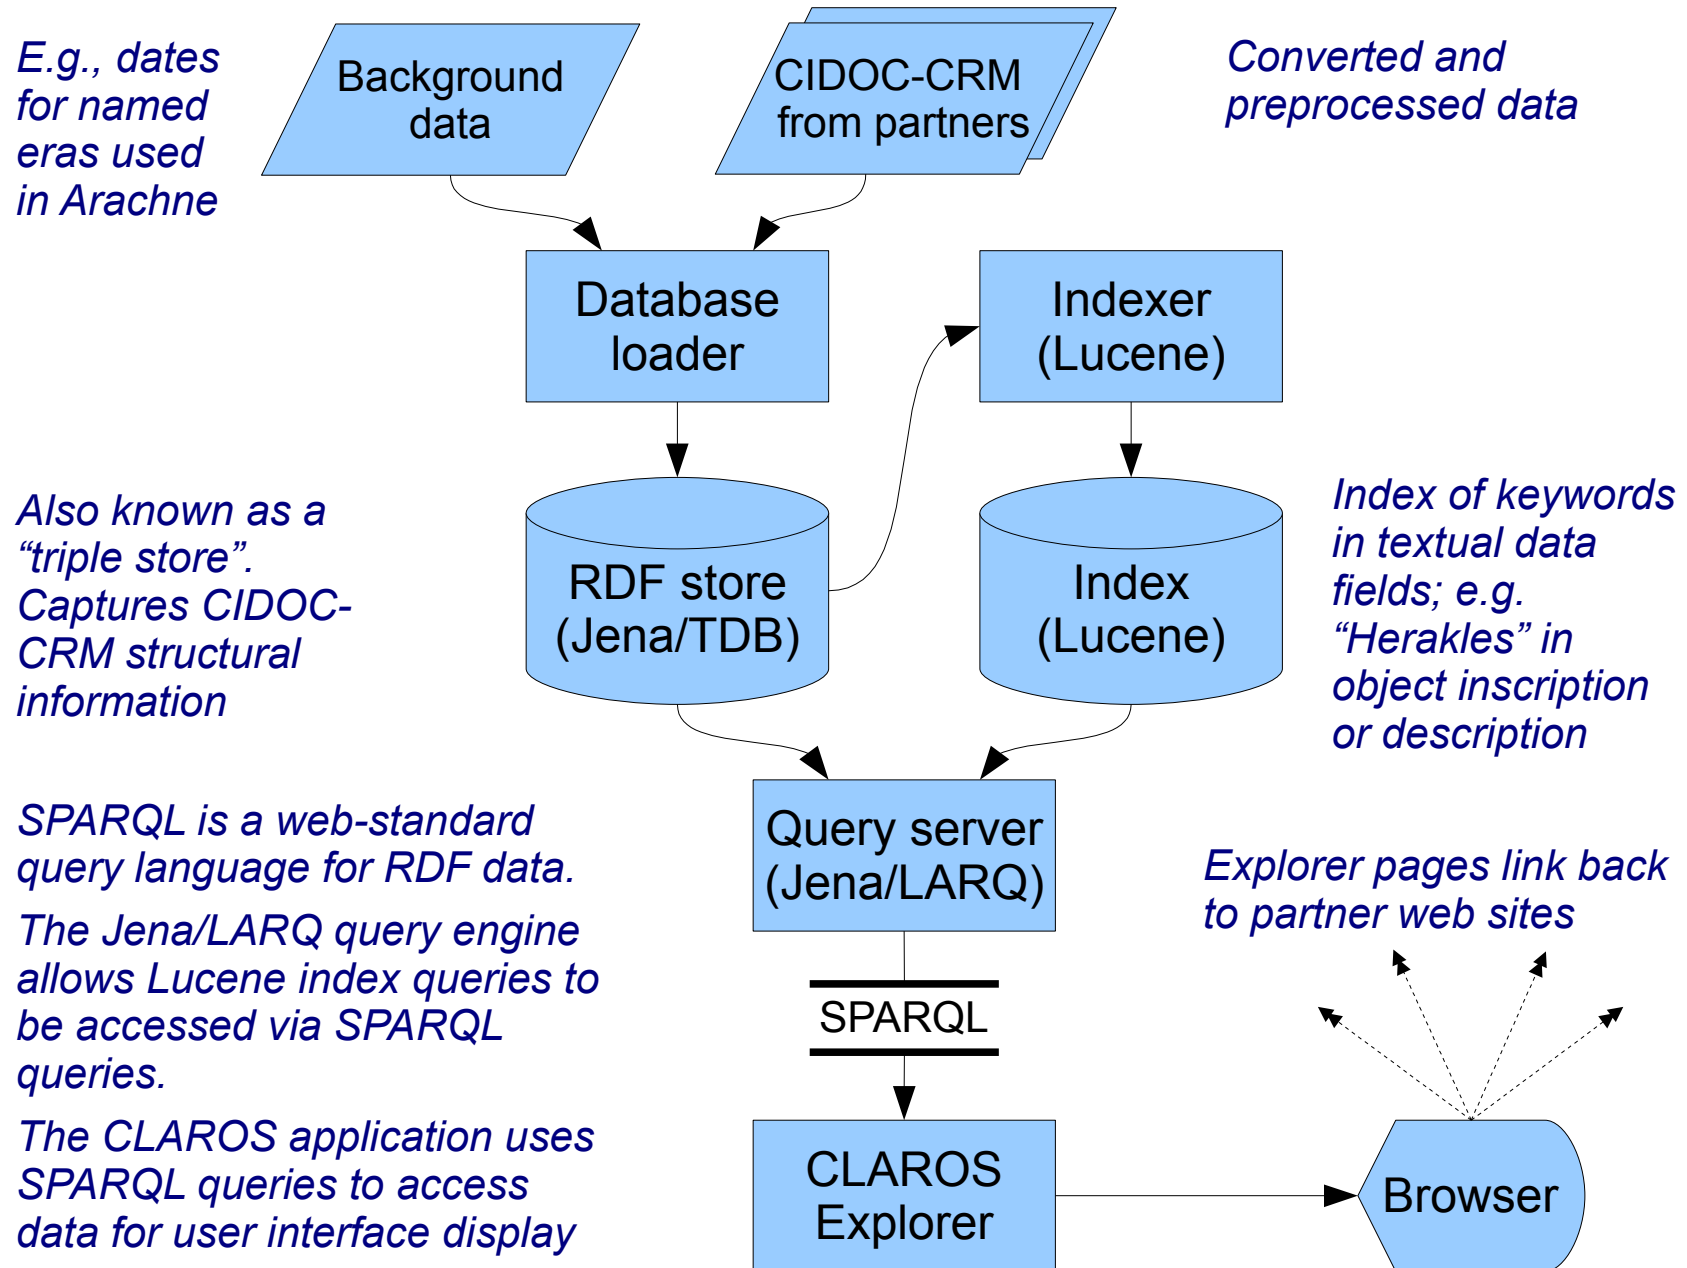 E.g., dates
for named
eras used
in Arachne
Background
data
CIDOC-CRM
from partners
Converted and
preprocessed data
Database
loader
Indexer
(Lucene)
Also known as a
“triple store”.
Captures CIDOC-
CRM structural
information
RDF store
(Jena/TDB)
Index
(Lucene)
Index of keywords
in textual data
fields; e.g.
“Herakles” in
object inscription
or description
SPARQL is a web-standard
query language for RDF data.
The Jena/LARQ query engine
allows Lucene index queries to
be accessed via SPARQL
queries.
The CLAROS application uses
SPARQL queries to access
data for user interface display
Query server
(Jena/LARQ)
SPARQL
CLAROS
Explorer
Explorer pages link back
to partner web sites
Browser